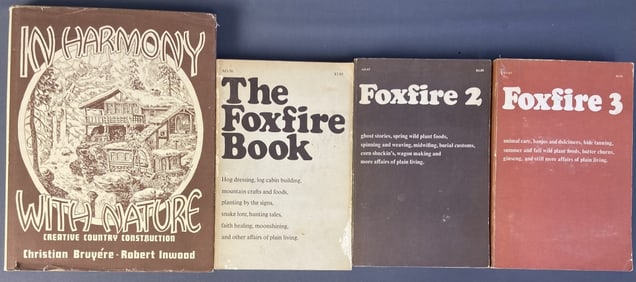 IN HARMONY
WITH NATURE
CREATIVE COUNTRY CONSTRUCTION
Christian Bruyére - Robert Inwood
The
Foxfire
Book
Hog dressing, log cabin building,
mountain crafts and foods,
planting by the signs,
snake lore, hunting tales,
faith healing, moonshining,
and other affairs of plain living.
Foxfire 2
ghost stories, spring wild plant foods,
spinning and weaving, midwifing, burial customs,
corn shuckin's, wagon making and
more affairs of plain living.
Foxfire 3
animal care, banjos and dulcimers, hide tanning,
summer and fall wild plant foods, butter churns,
ginseng, and still more affairs of plain living.